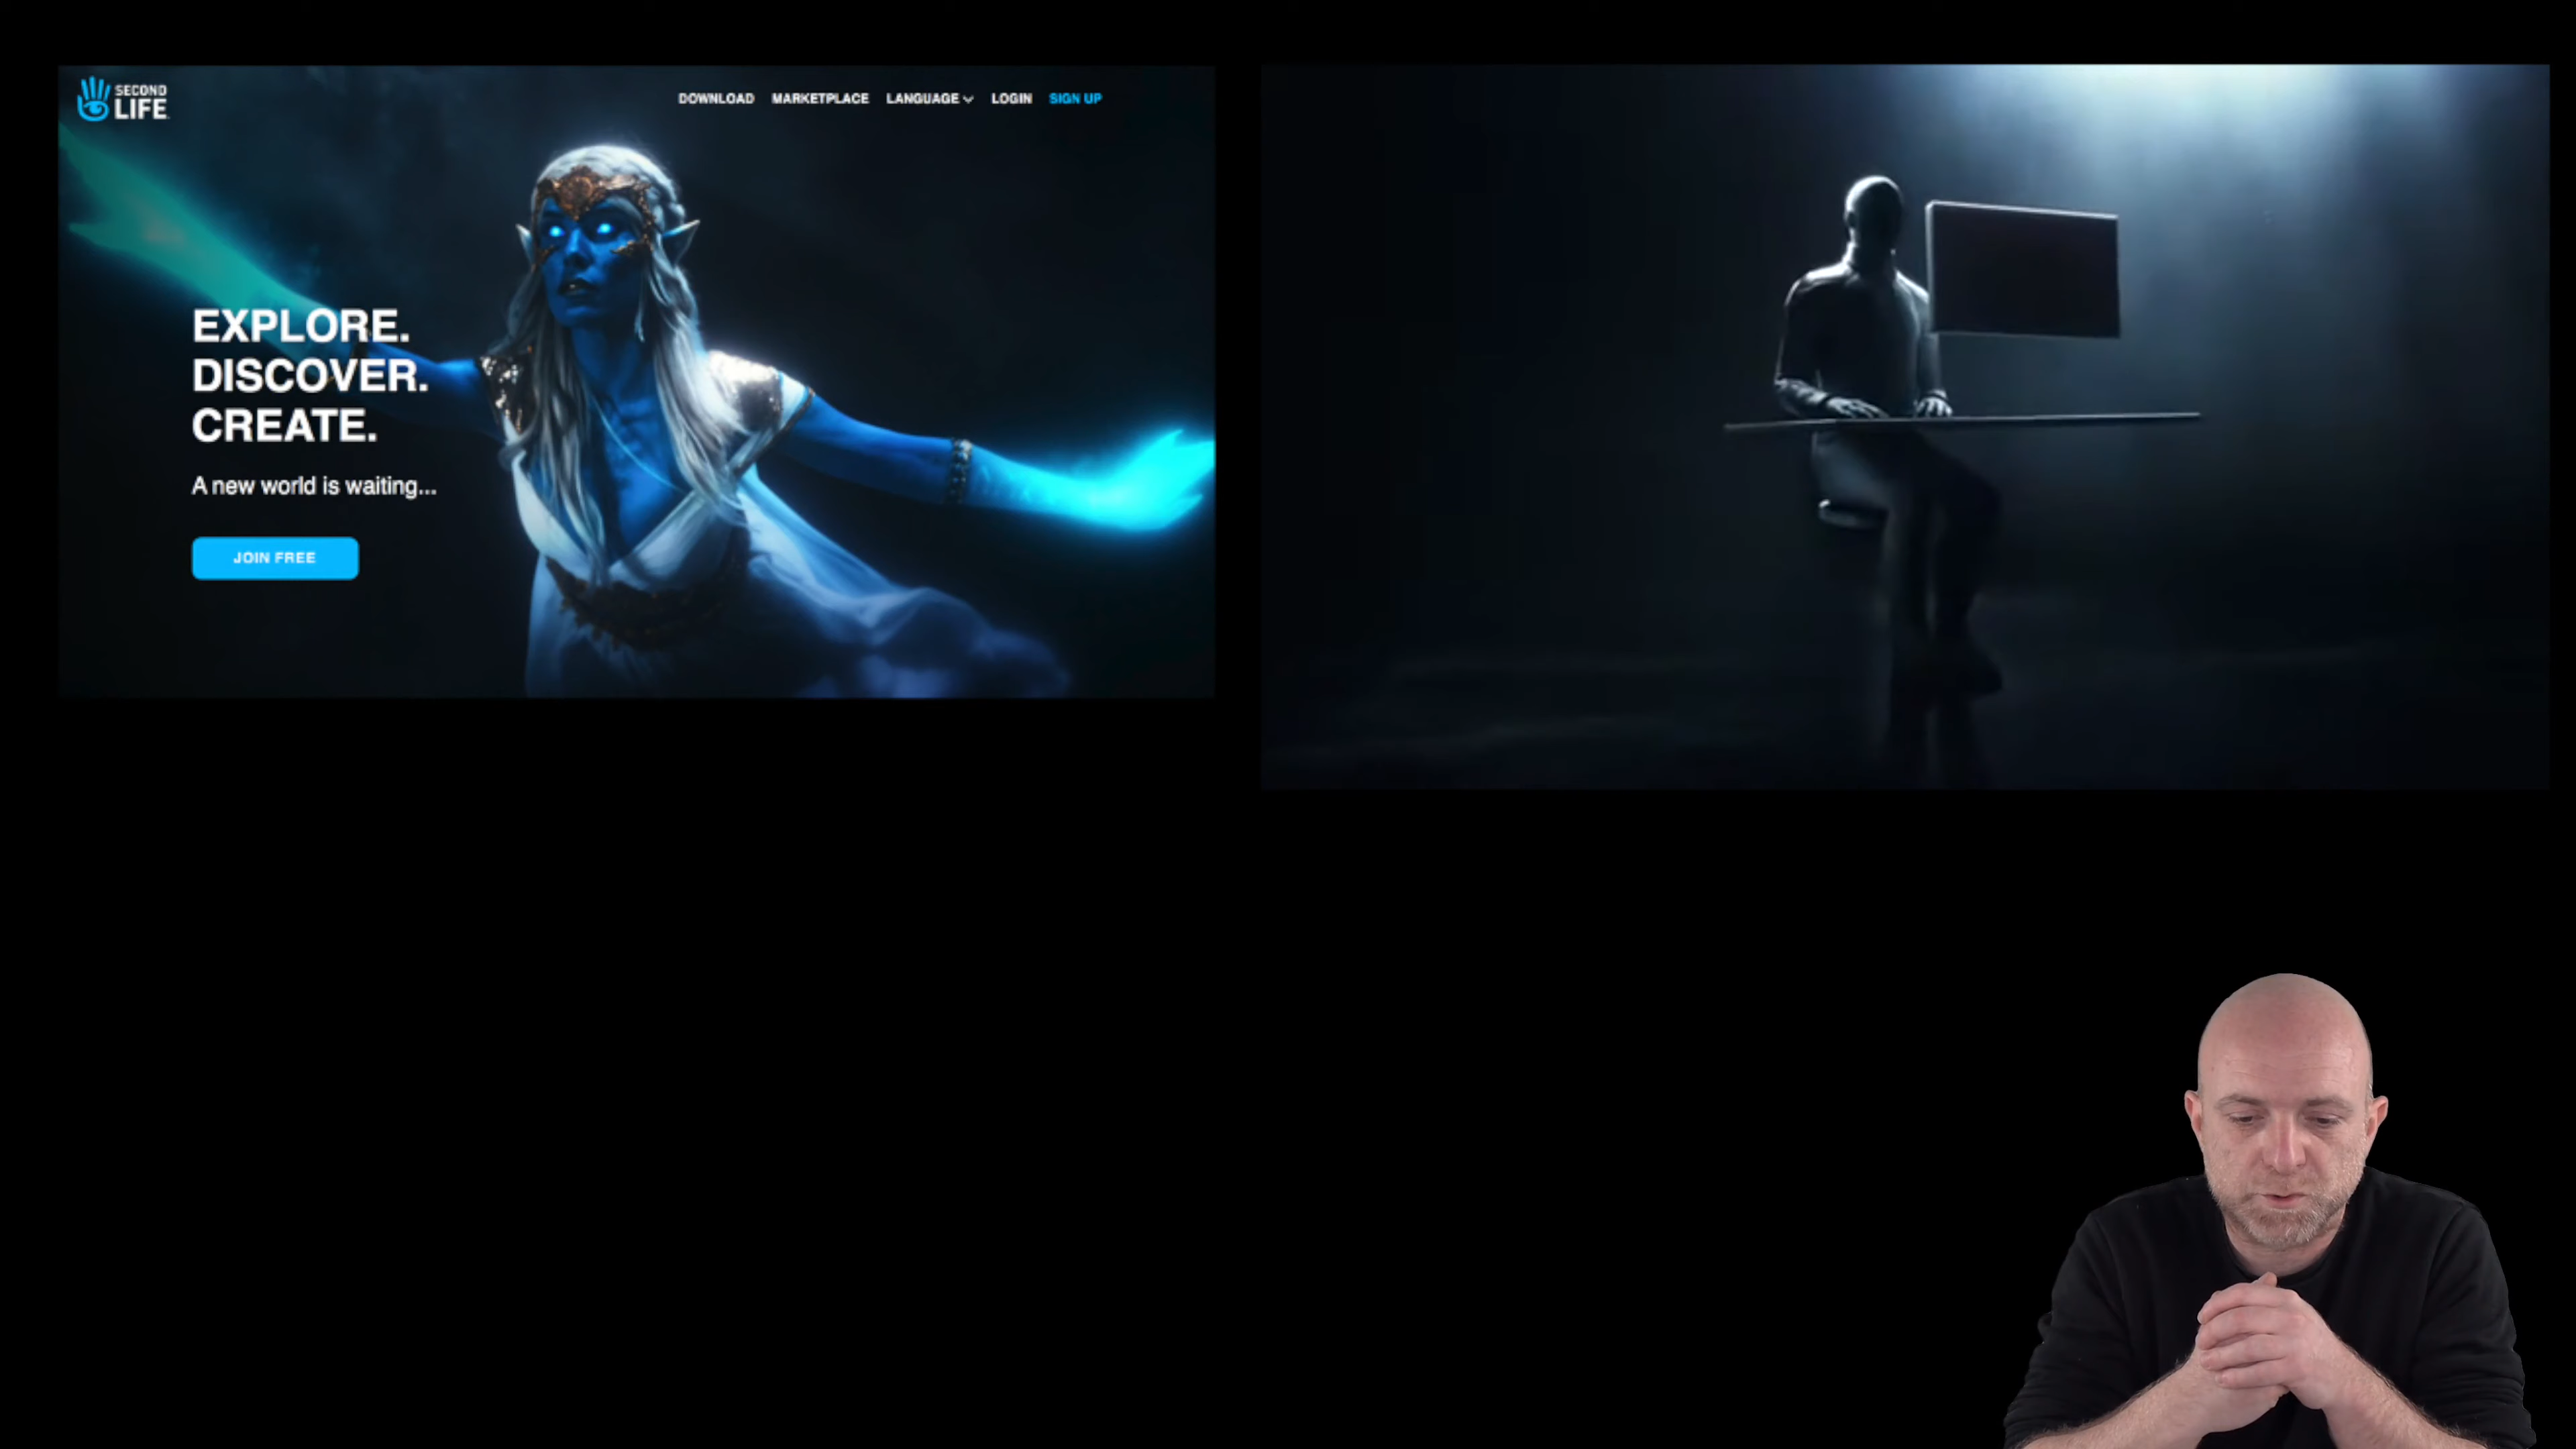 SECOND
LIFE
DOWNLOAD MARKETPLACE LANGUAGE LOGIN SIGN UP
EXPLORE.
DISCOVER.
CREATE.
A new world is waiting...
JOIN FREE